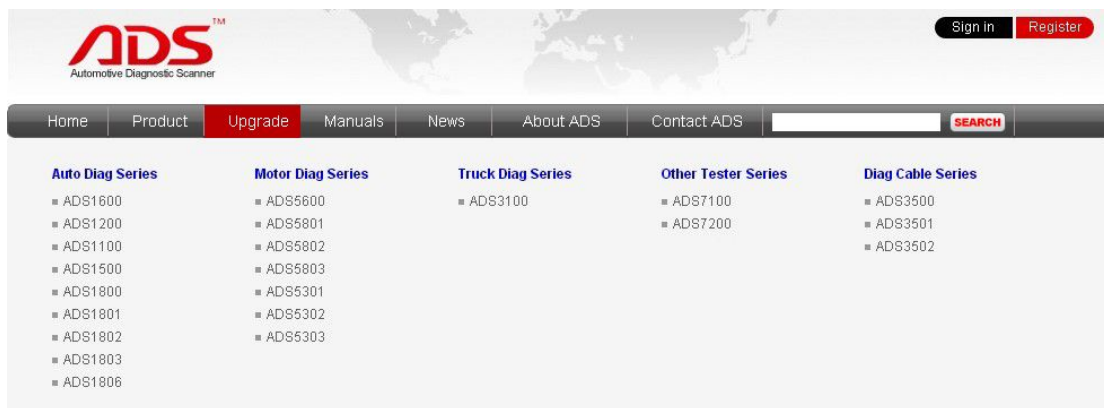 ADS™
Automotive Diagnostic Scanner
Sign in Register
Home Product Upgrade Manuals News About ADS Contact ADS SEARCH
Auto Diag Series
ADS1600
ADS1200
ADS1100
ADS1500
ADS1800
ADS1801
ADS1802
ADS1803
ADS1806
Motor Diag Series
ADS5600
ADS5801
ADS5802
ADS5803
ADS5301
ADS5302
ADS5303
Truck Diag Series
ADS3100
Other Tester Series
ADS7100
ADS7200
Diag Cable Series
ADS3500
ADS3501
ADS3502